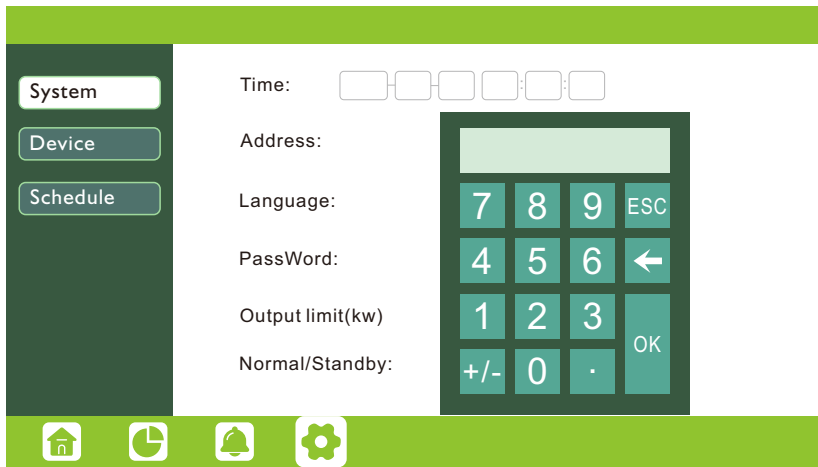 System
Device
Schedule
Time: - - : :
Address:
Language:
PassWord:
Output limit(kw)
Normal/Standby:
7 8 9 ESC
4 5 6 ←
1 2 3
OK
+/- 0 .